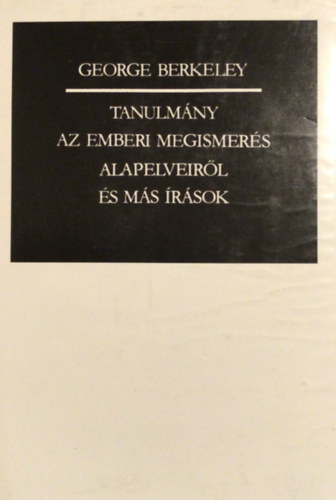 GEORGE BERKELEY
TANULMÁNY
AZ EMBERI MEGISMERÉS
ALAPELVEIRŐL
ÉS MÁS ÍRÁSOK